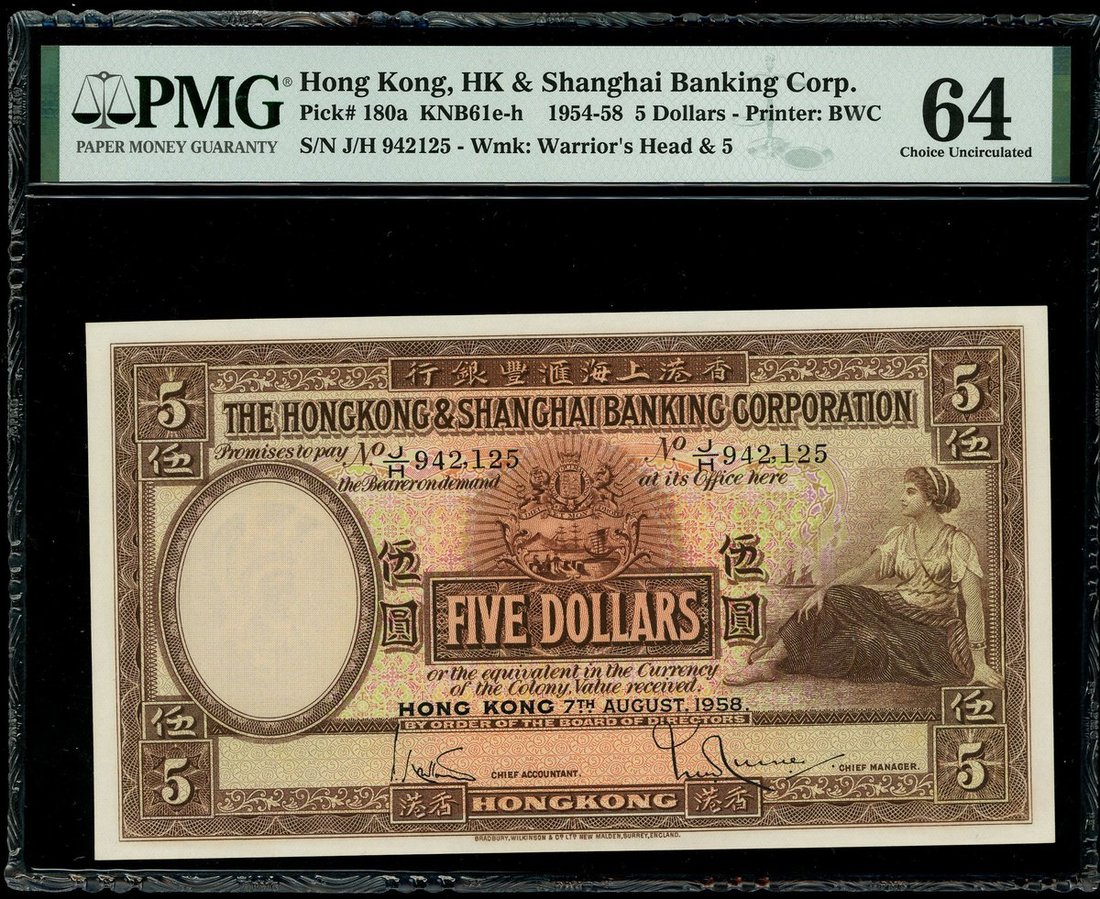 PMG® Hong Kong, HK & Shanghai Banking Corp. 64
Pick# 180a KNB61e-h 1954-58 5 Dollars - Printer: BWC
PAPER MONEY GUARANTY S/N J/H 942125 - Wmk: Warrior's Head & 5 Choice Uncirculated
行銀豐滙海上港香
5 5
THE HONGKONG & SHANGHAI BANKING CORPORATION
伍 伍
Promises to pay No J/H 942,125 No J/H 942,125
the Bearer on demand at its Office here
伍圓 伍圓
FIVE DOLLARS
or the equivalent in the Currency
of the Colony, Value received.
HONG KONG 7TH AUGUST, 1958.
BY ORDER OF THE BOARD OF DIRECTORS
伍 伍
5 5
CHIEF ACCOUNTANT. CHIEF MANAGER.
港香 HONGKONG 港香
BRADBURY, WILKINSON & CO LTD NEW MALDEN, SURREY, ENGLAND.